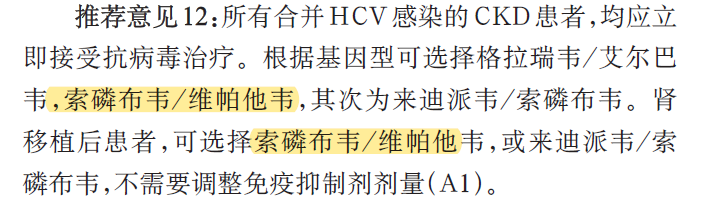 推荐意见12:所有合并HCV感染的CKD患者,均应立
即接受抗病毒治疗。根据基因型可选择格拉瑞韦/艾尔巴
韦,索磷布韦/维帕他韦,其次为来迪派韦/索磷布韦。肾
移植后患者,可选择索磷布韦/维帕他韦,或来迪派韦/索
磷布韦,不需要调整免疫抑制剂剂量(A1)。